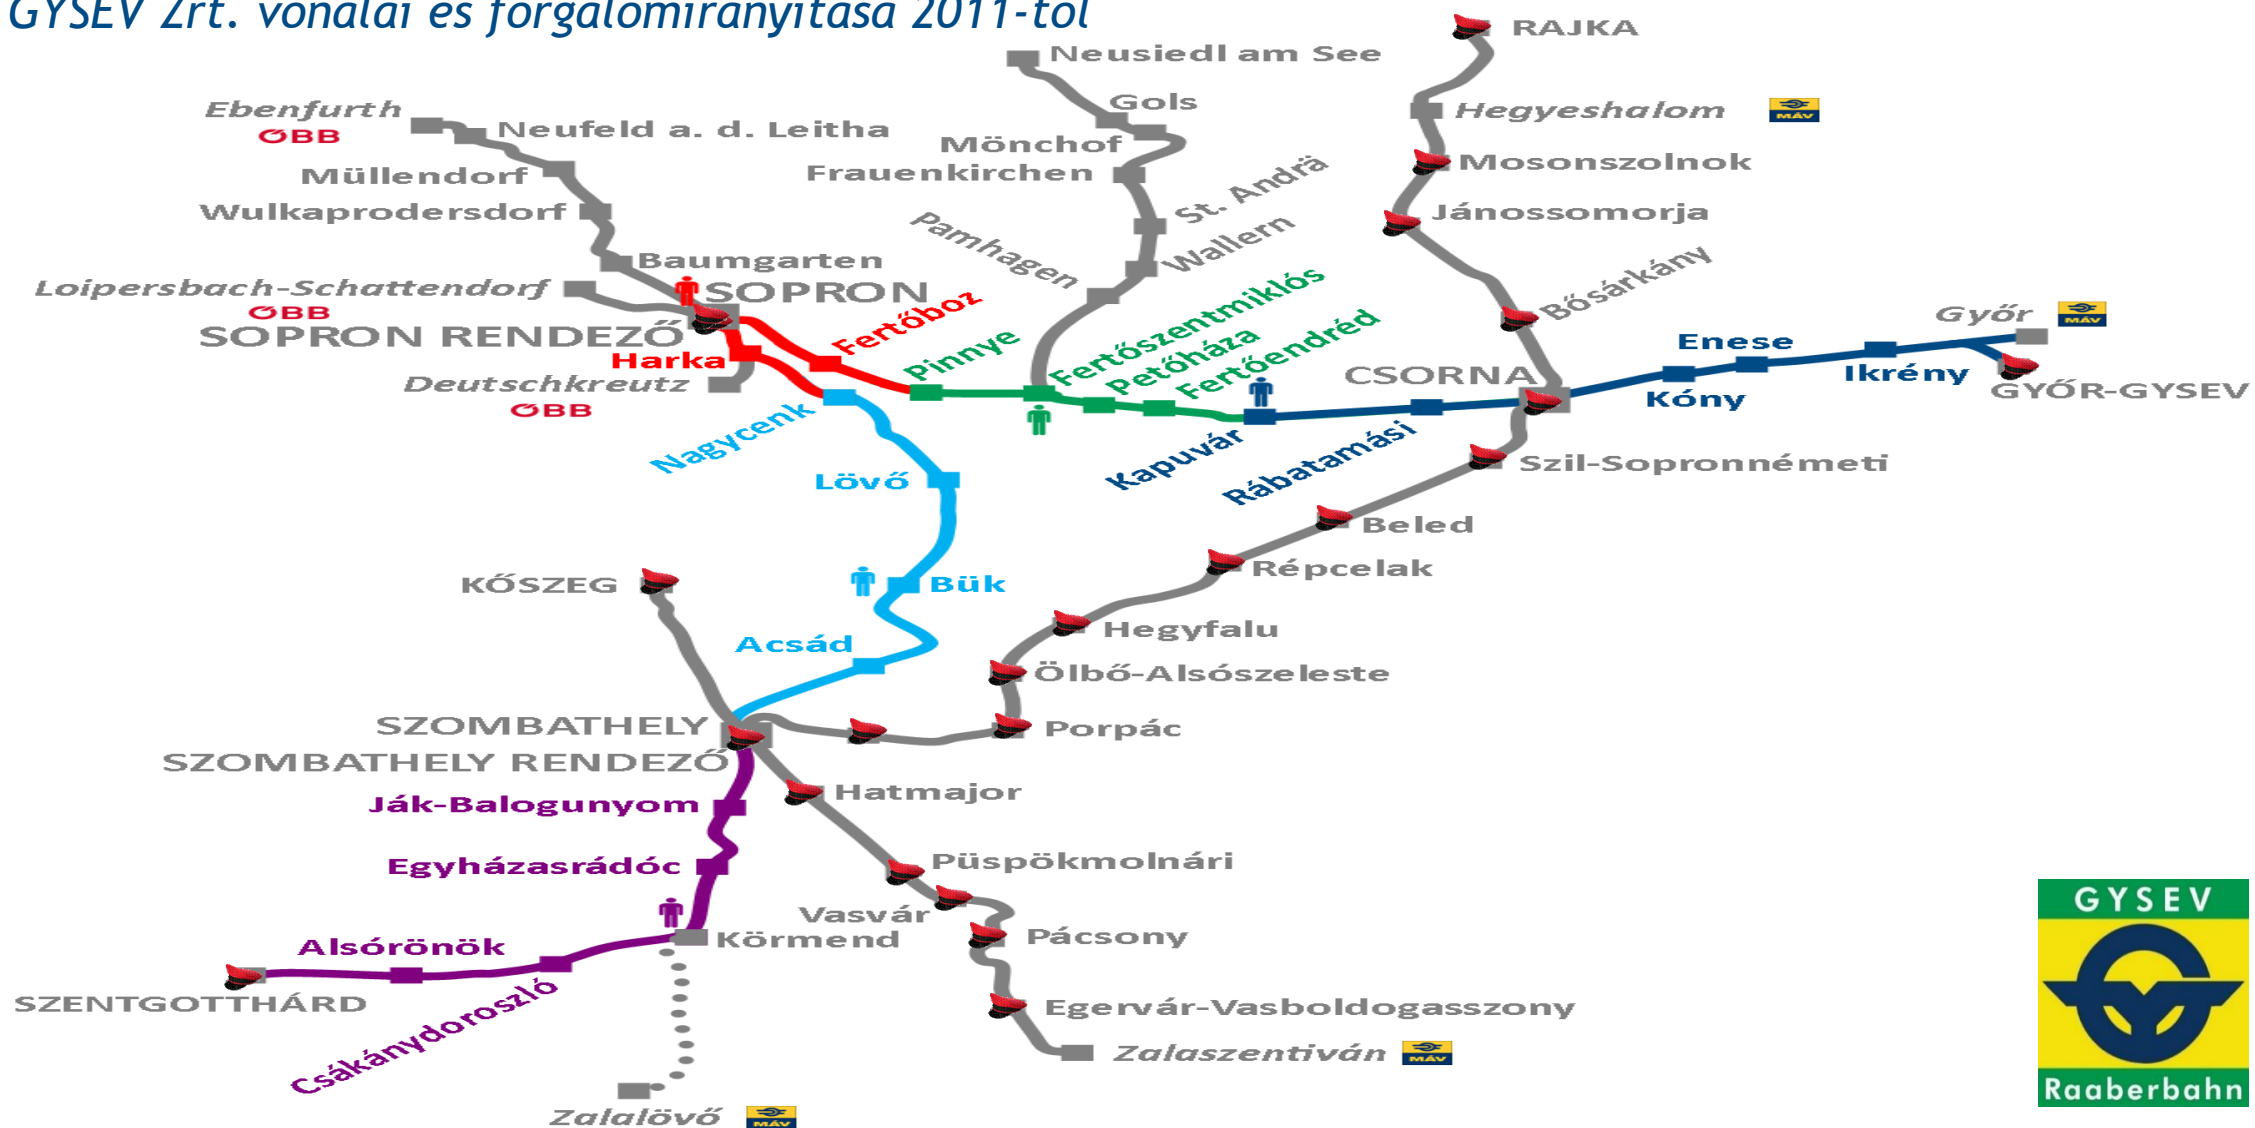 GYSEV Zrt. vonalai és forgalomirányítása 2011-től
RAJKA
Neusiedl am See
Hegyeshalom
MÁV
Gols
Ebenfurth
ÖBB
Neufeld a. d. Leitha
Mönchof
Mosonszolnok
Müllendorf
Frauenkirchen
St. Andrä
Wulkaprodersdorf
Jánossomorja
Pamhagen
Wallern
Baumgarten
Bősárkány
Loipersbach-Schattendorf
ÖBB
SOPRON
SOPRON RENDEZŐ
Fertőboz
Fertőszentmiklós
Győr
MÁV
Harka
Pinnye
Petőháza
Fertőendréd
Enese
Deutschkreutz
ÖBB
CSORNA
Ikrény
GYŐR-GYSEV
Kóny
Nagycenk
Kapuvár
Rábatamási
Lövő
Szil-Sopronnémeti
Beled
KŐSZEG
Bük
Répcelak
Acsád
Hegyfalu
Ölbő-Alsószeleste
SZOMBATHELY
Porpác
SZOMBATHELY RENDEZŐ
Ják-Balogunyom
Hatmajor
Egyházasrádóc
Püspökmolnári
Vasvár
Körmend
Pácsony
Alsórönök
SZENTGOTTHÁRD
Csákánydoroszló
Egervár-Vasboldogasszony
Zalaszentiván
MÁV
Zalalövő
MÁV
GYSEV
Raaberbahn